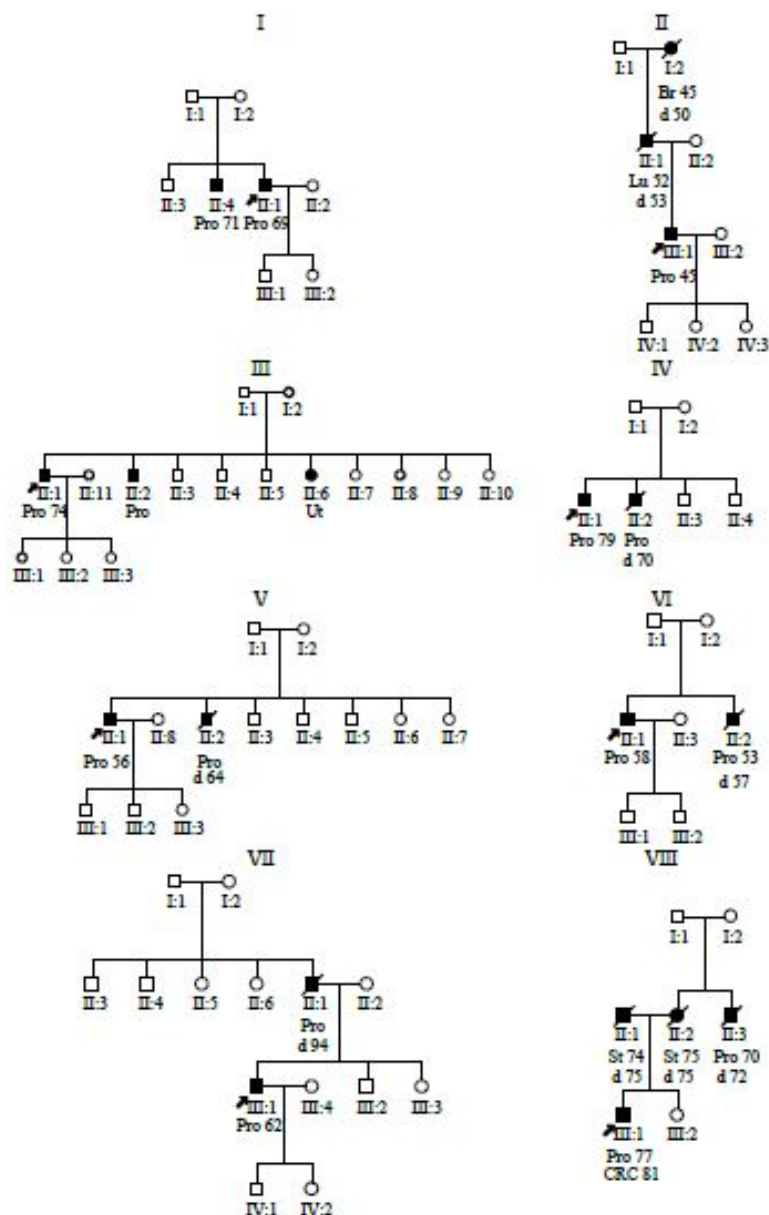 I
I:1 I:2
II:3 II:4 II:1 II:2
Pro 71 Pro 69
III:1 III:2
II
I:1 I:2
Br 45
d 50
II:1 II:2
Lu 52
d 53
III:1 III:2
Pro 45
IV:1 IV:2 IV:3
III
I:1 I:2
II:1 II:11 II:2 II:3 II:4 II:5 II:6 II:7 II:8 II:9 II:10
Pro 74 Pro Ut
III:1 III:2 III:3
IV
I:1 I:2
II:1 II:2 II:3 II:4
Pro 79 Pro
d 70
V
I:1 I:2
II:1 II:8 II:2 II:3 II:4 II:5 II:6 II:7
Pro 56 Pro
d 64
III:1 III:2 III:3
VI
I:1 I:2
II:1 II:3 II:2
Pro 58 Pro 53
d 57
III:1 III:2
VII
I:1 I:2
II:3 II:4 II:5 II:6 II:1 II:2
Pro
d 94
III:1 III:4 III:2 III:3
Pro 62
IV:1 IV:2
VIII
I:1 I:2
II:1 II:2 II:3
St 74 St 75 Pro 70
d 75 d 75 d 72
III:1 III:2
Pro 77
CRC 81